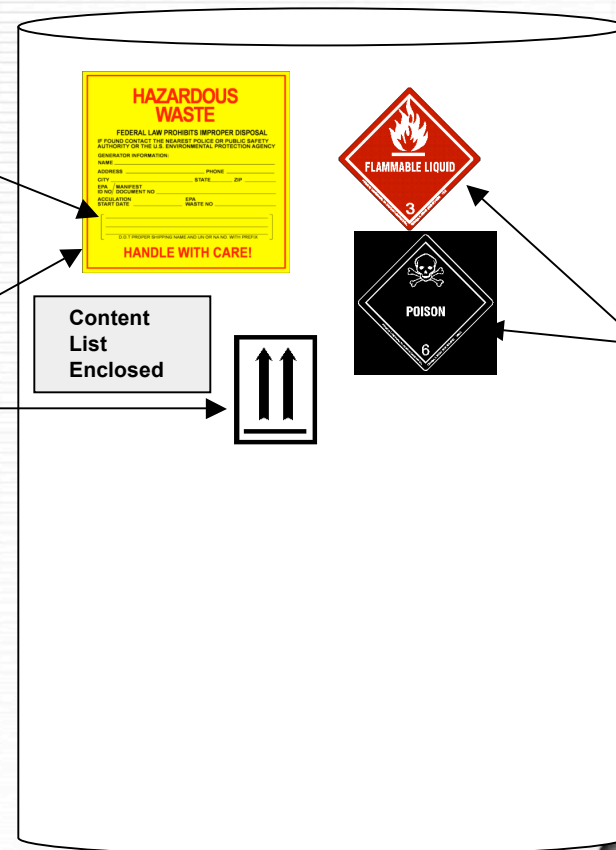 HAZARDOUS
WASTE
FEDERAL LAW PROHIBITS IMPROPER DISPOSAL
IF FOUND CONTACT THE NEAREST POLICE OR PUBLIC SAFETY
AUTHORITY OR THE U.S. ENVIRONMENTAL PROTECTION AGENCY
GENERATOR INFORMATION:
NAME
ADDRESS PHONE
CITY STATE ZIP
EPA / MANIFEST
ID NO/ DOCUMENT NO
ACCULATION EPA
START DATE WASTE NO
D.O.T PROPER SHIPPING NAME AND UN OR NA NO. WITH PREFIX
HANDLE WITH CARE!
FLAMMABLE LIQUID
3
POISON
6
Content
List
Enclosed